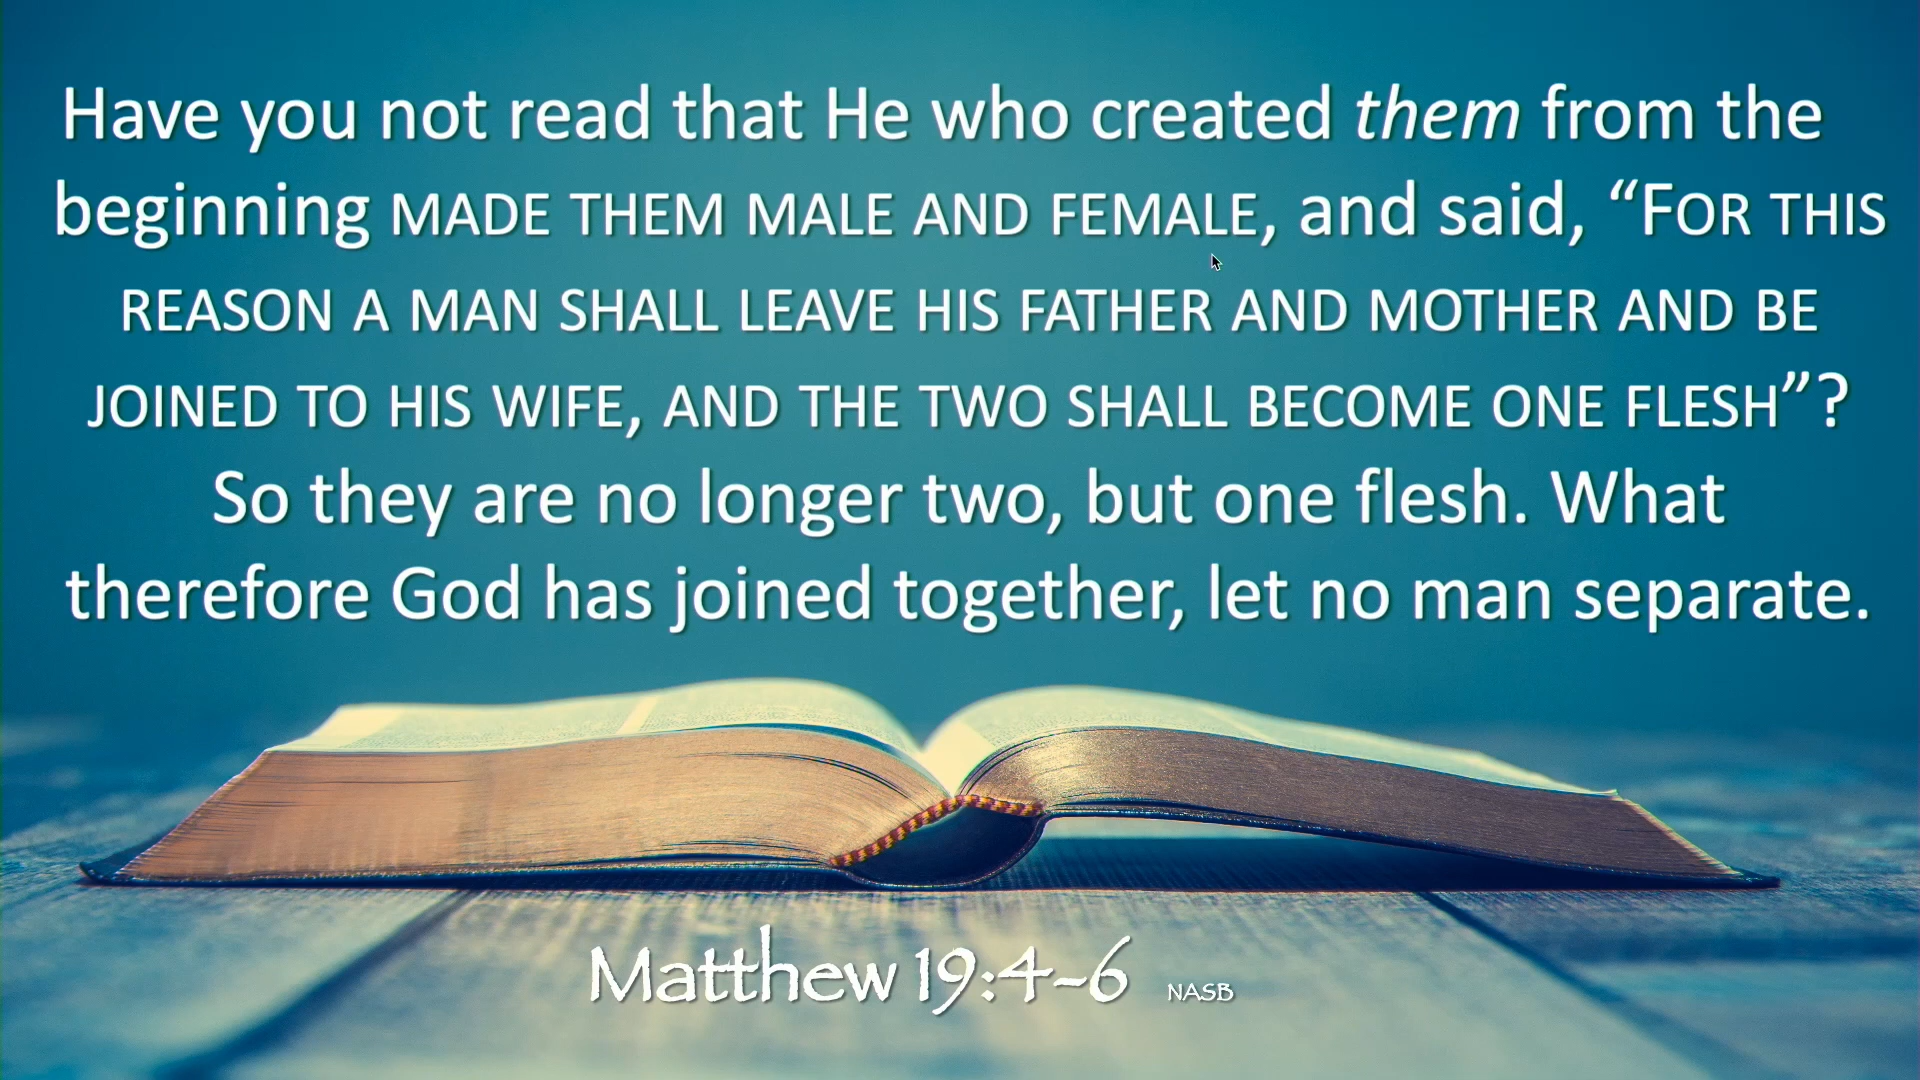 Have you not read that He who created them from the
beginning MADE THEM MALE AND FEMALE, and said, “FOR THIS
REASON A MAN SHALL LEAVE HIS FATHER AND MOTHER AND BE
JOINED TO HIS WIFE, AND THE TWO SHALL BECOME ONE FLESH”?
So they are no longer two, but one flesh. What
therefore God has joined together, let no man separate.
Matthew 19:4-6 NASB